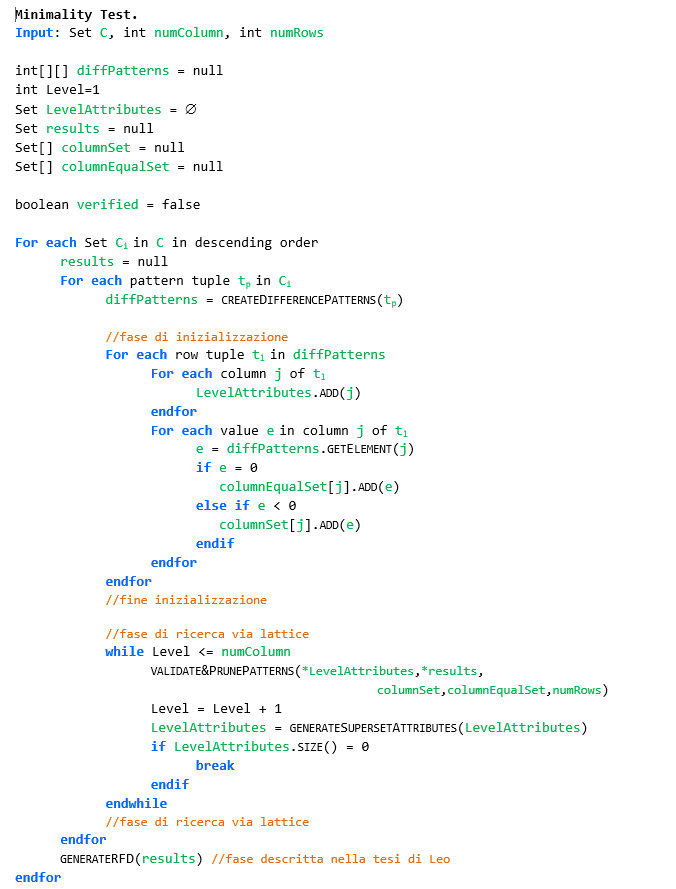 Minimality Test.
Input: Set C, int numColumn, int numRows
int[][] diffPatterns = null
int Level=1
Set LevelAttributes = ∅
Set results = null
Set[] columnSet = null
Set[] columnEqualSet = null
boolean verified = false
For each Set Ci in C in descending order
results = null
For each pattern tuple tp in Ci
diffPatterns = CREATEDIFFERENCEPATTERNS(tp)
//fase di inizializzazione
For each row tuple t1 in diffPatterns
For each column j of t1
LevelAttributes.ADD(j)
endfor
For each value e in column j of t1
e = diffPatterns.GETELEMENT(j)
if e = 0
columnEqualSet[j].ADD(e)
else if e < 0
columnSet[j].ADD(e)
endif
endfor
endfor
//fine inizializzazione
//fase di ricerca via lattice
while Level <= numColumn
VALIDATE&PRUNEPATTERNS(*LevelAttributes,*results,
columnSet,columnEqualSet,numRows)
Level = Level + 1
LevelAttributes = GENERATESUPERSETATTRIBUTES(LevelAttributes)
if LevelAttributes.SIZE() = 0
break
endif
endwhile
//fase di ricerca via lattice
endfor
GENERATERFD(results) //fase descritta nella tesi di Leo
endfor